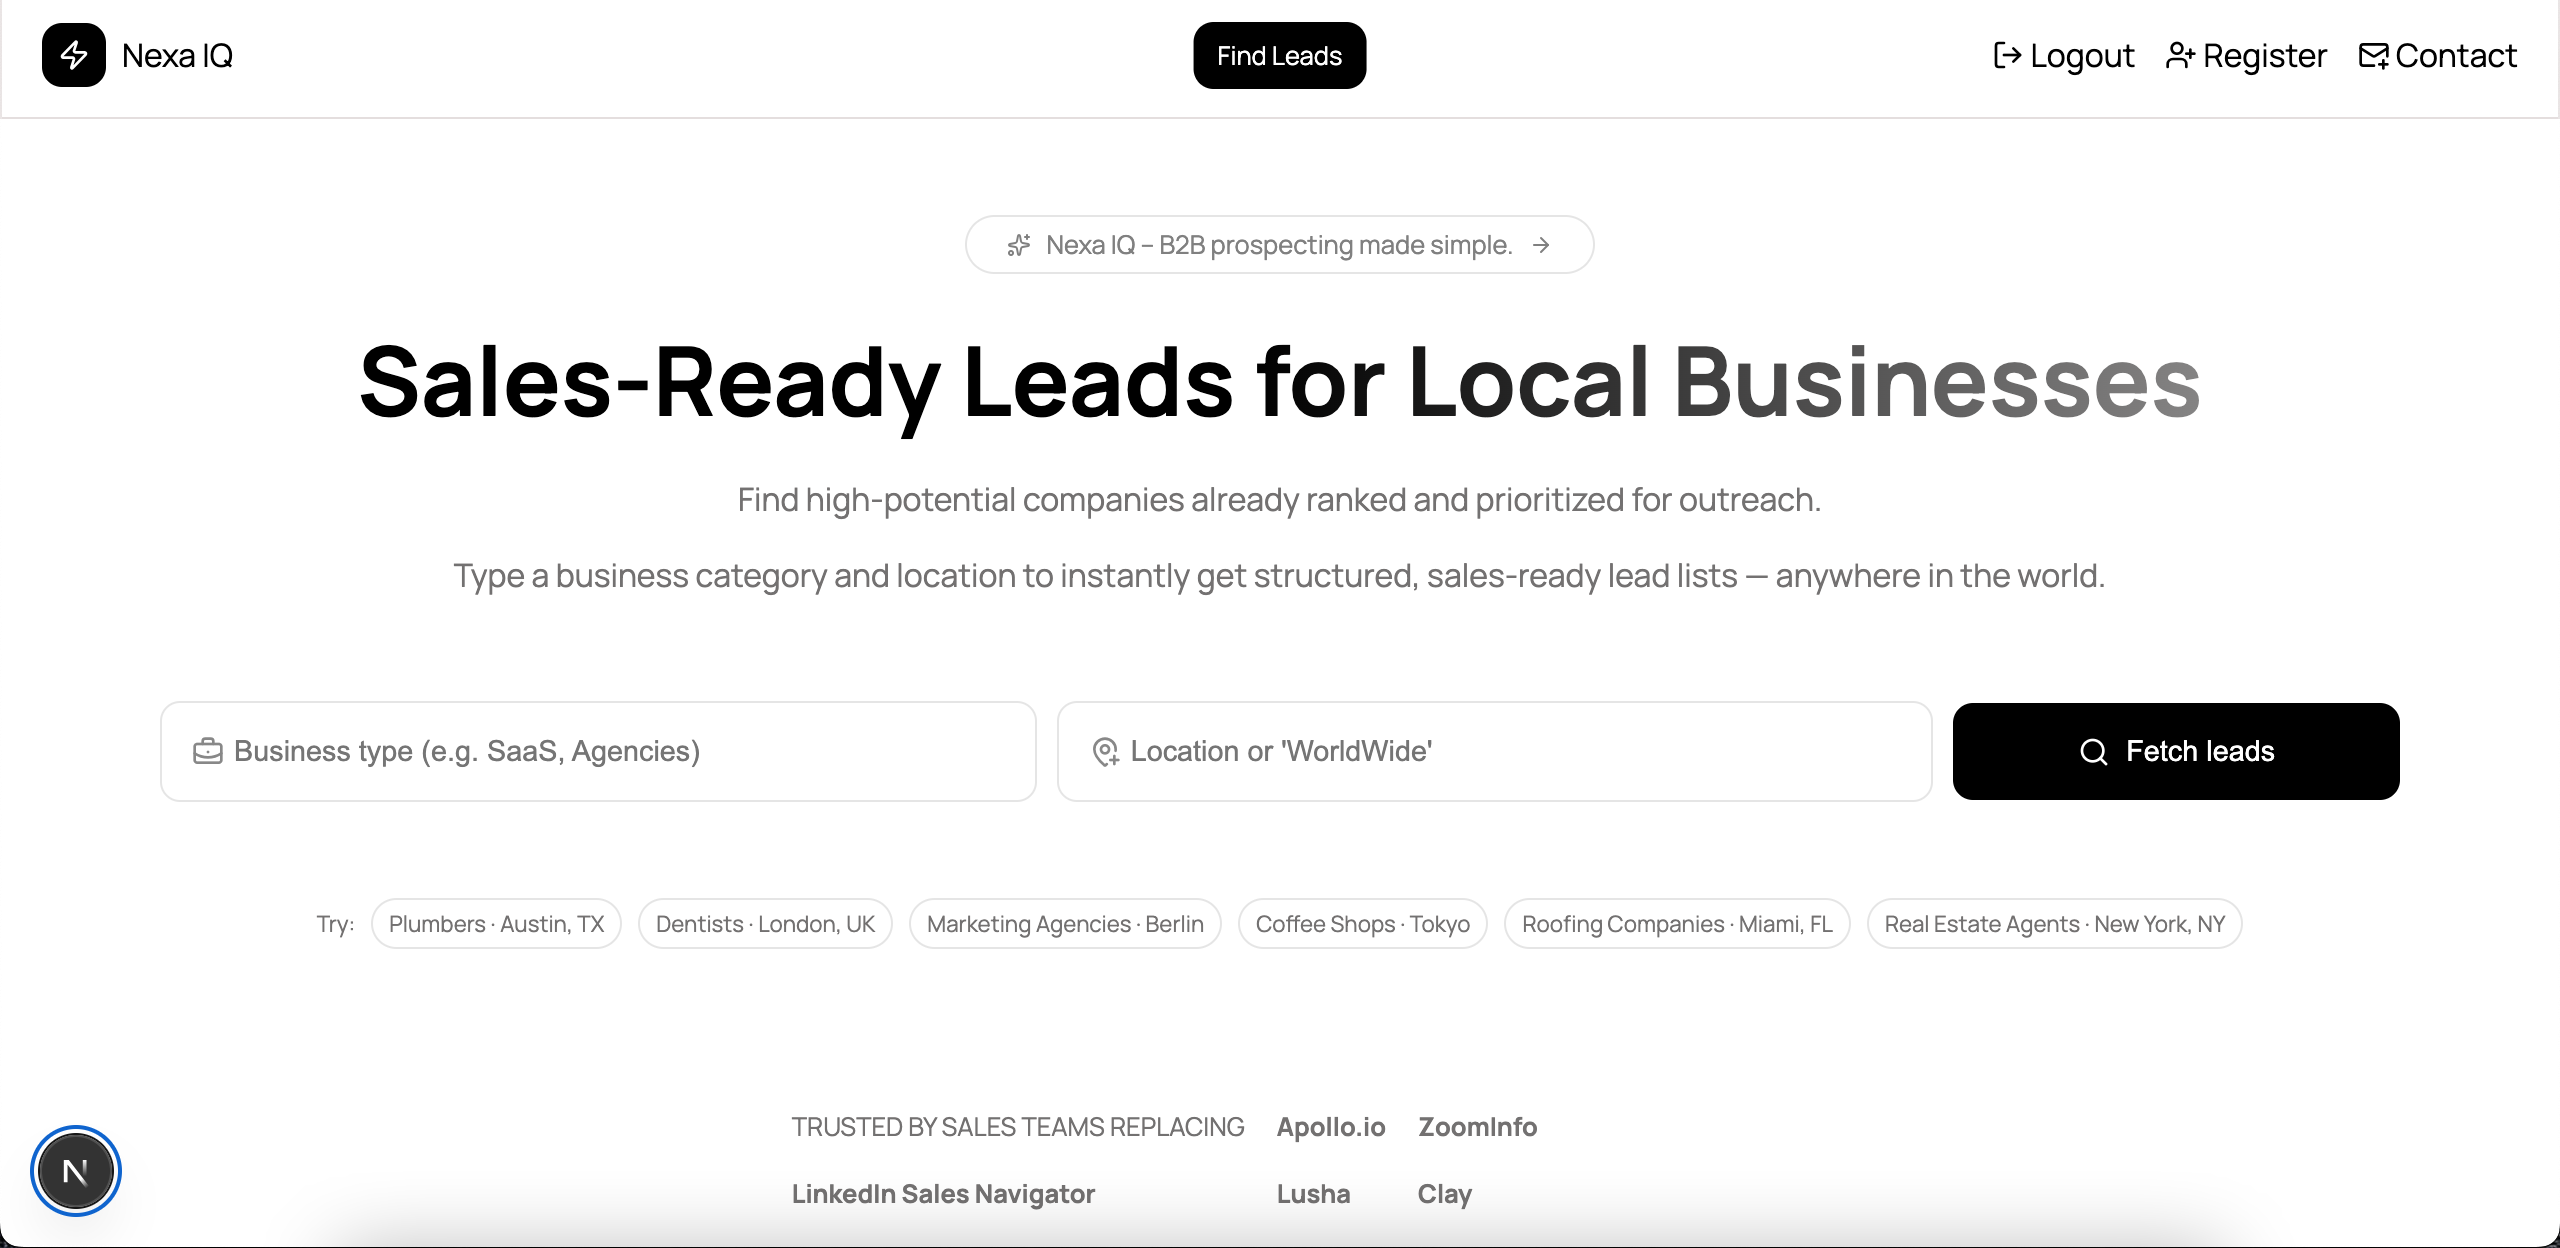 Nexa IQ
Find Leads
Logout
Register
Contact
Nexa IQ – B2B prospecting made simple.
Sales-Ready Leads for Local Businesses
Find high-potential companies already ranked and prioritized for outreach.
Type a business category and location to instantly get structured, sales-ready lead lists — anywhere in the world.
Business type (e.g. SaaS, Agencies)
Location or 'WorldWide'
Fetch leads
Try:
Plumbers · Austin, TX
Dentists · London, UK
Marketing Agencies · Berlin
Coffee Shops · Tokyo
Roofing Companies · Miami, FL
Real Estate Agents · New York, NY
TRUSTED BY SALES TEAMS REPLACING
Apollo.io
ZoomInfo
LinkedIn Sales Navigator
Lusha
Clay
N